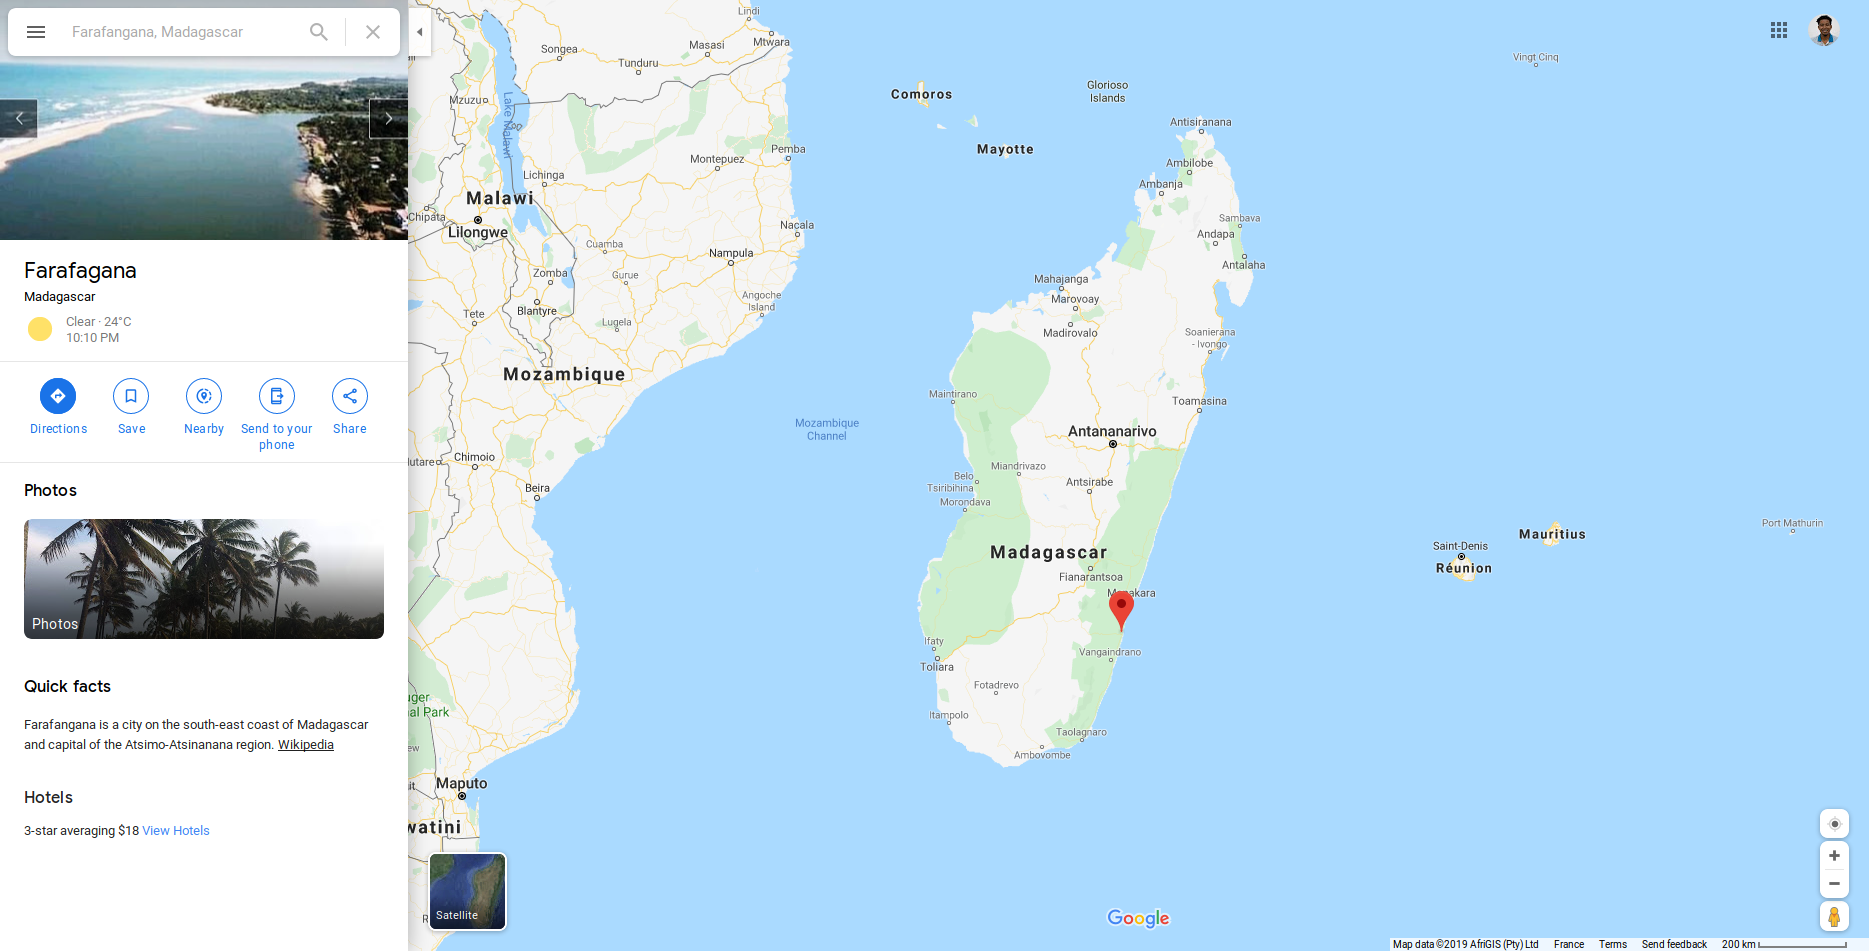 Farafangana, Madagascar
Farafagana
Madagascar
Clear · 24°C
10:10 PM
Directions
Save
Nearby
Send to your
phone
Share
Photos
Photos
Quick facts
Farafangana is a city on the south-east coast of Madagascar
and capital of the Atsimo-Atsinanana region. Wikipedia
Hotels
3-star averaging $18 View Hotels
Lindi
Mtwara
Masasi
Songea
Tunduru
Vingt Cinq
Mzuzu
Lake Malawi
Comoros
Glorioso
Islands
Antisiranana
Mayotte
Pemba
Montepuez
Ambilobe
Lichinga
Ambanja
Malawi
Chipata
Lilongwe
Nacala
Sambava
Andapa
Cuamba
Nampula
Antalaha
Zomba
Gurue
Mahajanga
Angoche
Island
Marovoay
Blantyre
Tete
Lugela
Madirovalo
Soanierana
- Ivongo
Mozambique
Maintirano
Toamasina
Mozambique
Channel
Antananarivo
Chimoio
utare
Miandrivazo
Belo
Tsiribihina
Antsirabe
Beira
Morondava
Port Mathurin
Mauritius
Saint-Denis
Réunion
Madagascar
Fianarantsoa
Manakara
Ifaty
Toliara
Vangaindrano
Fotadrevo
uger
al Park
Itampolo
Taolagnaro
Ambovombe
Maputo
watini
Satellite
Google
Map data ©2019 AfriGIS (Pty) Ltd France Terms Send feedback 200 km